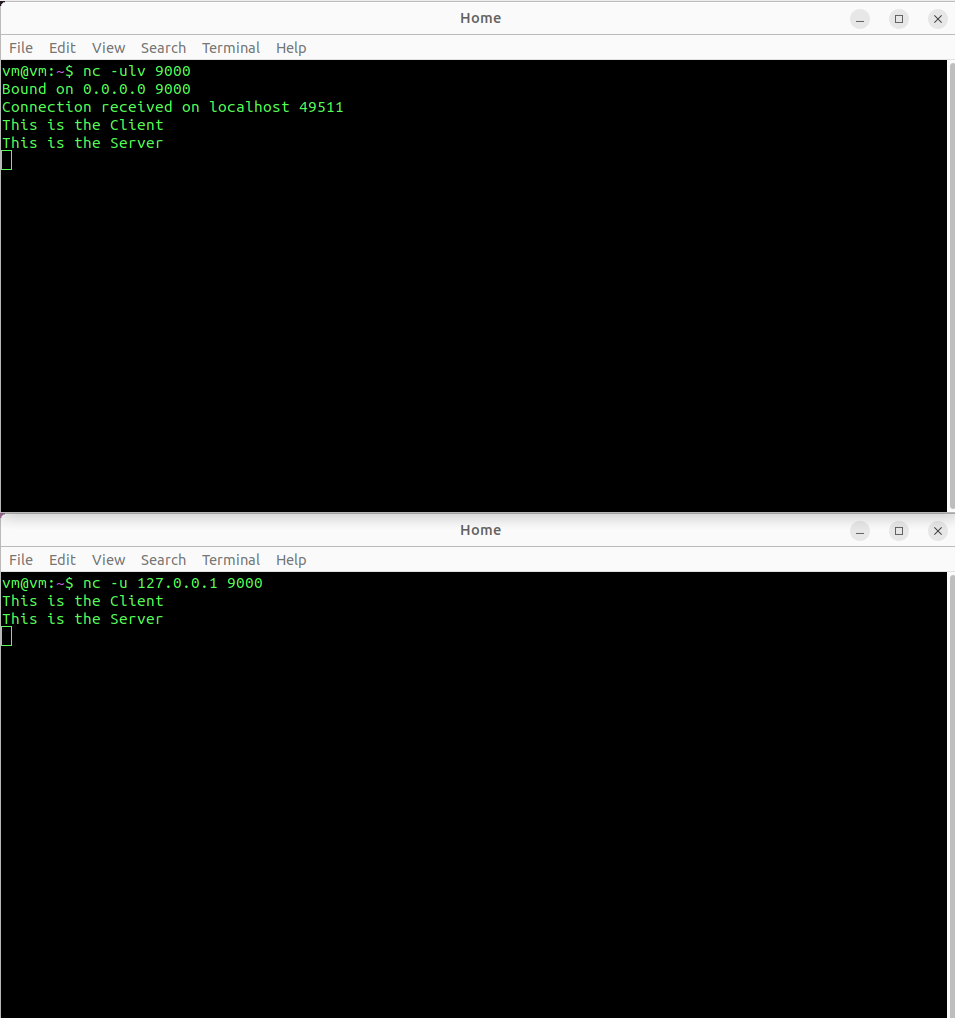 Home
File Edit View Search Terminal Help
vm@vm:~$ nc -ulv 9000
Bound on 0.0.0.0 9000
Connection received on localhost 49511
This is the Client
This is the Server
Home
File Edit View Search Terminal Help
vm@vm:~$ nc -u 127.0.0.1 9000
This is the Client
This is the Server